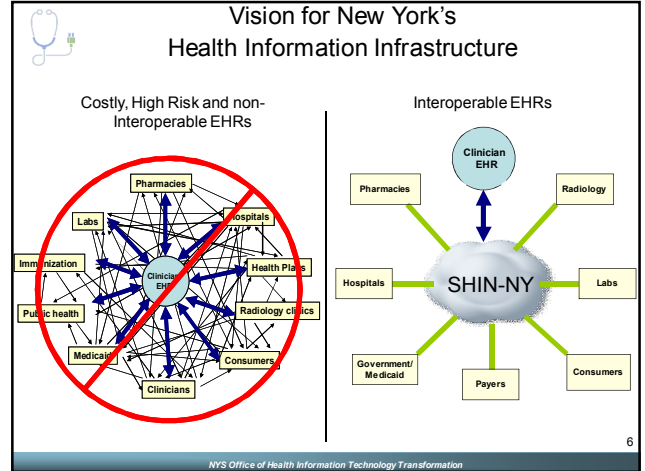 Vision for New York's
Health Information Infrastructure
Costly, High Risk and non-
Interoperable EHRs
Pharmacies
Labs
Hospitals
Immunization
Clinician
EHR
Health Plans
Public health
Radiology clinics
Medicaid
Consumers
Clinicians
Interoperable EHRs
Clinician
EHR
Pharmacies
Radiology
Hospitals
SHIN-NY
Labs
Government/
Medicaid
Payers
Consumers
6
NYS Office of Health Information Technology Transformation